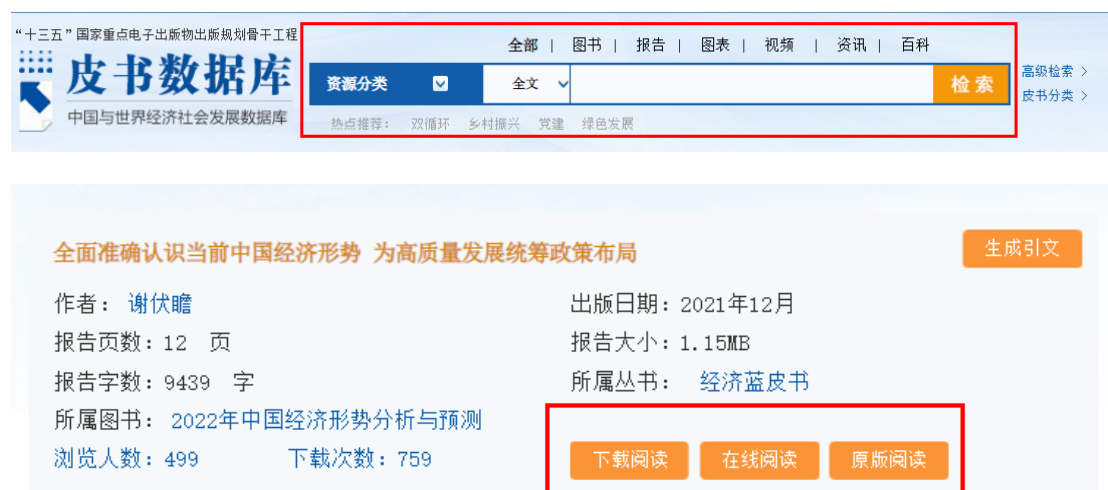 “十三五”国家重点电子出版物出版规划骨干工程
皮书数据库
中国与世界经济社会发展数据库
全部 | 图书 | 报告 | 图表 | 视频 | 资讯 | 百科
资源分类 全文 检索
热点推荐: 双循环 乡村振兴 党建 绿色发展
高级检索 >
皮书分类 >
全面准确认识当前中国经济形势 为高质量发展统筹政策布局
生成引文
作者: 谢伏瞻 出版日期: 2021年12月
报告页数: 12 页 报告大小: 1.15MB
报告字数: 9439 字 所属丛书: 经济蓝皮书
所属图书: 2022年中国经济形势分析与预测
浏览人数: 499 下载次数: 759 下载阅读 在线阅读 原版阅读